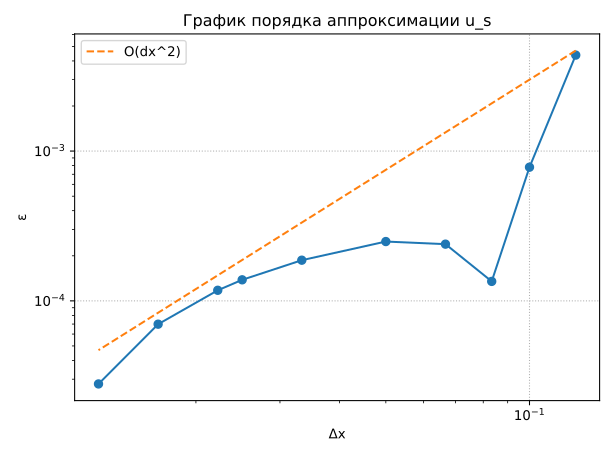 График порядка аппроксимации u_s
O(dx^2)
10⁻³
ε
10⁻⁴
10⁻¹
Δx